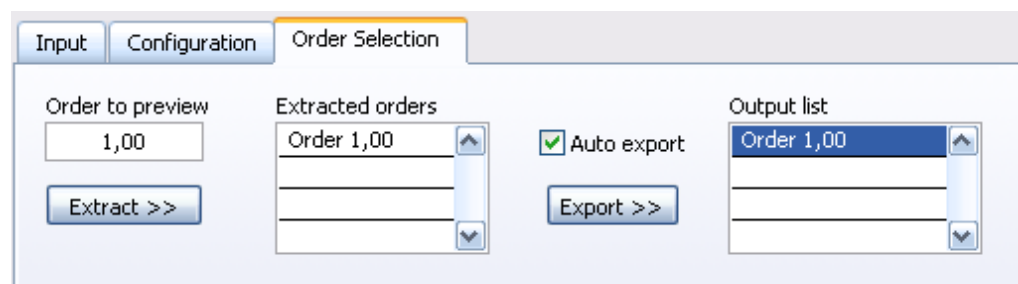 Input Configuration Order Selection
Order to preview Extracted orders Output list
1,00 Order 1,00 Auto export Order 1,00
Extract >> Export >>